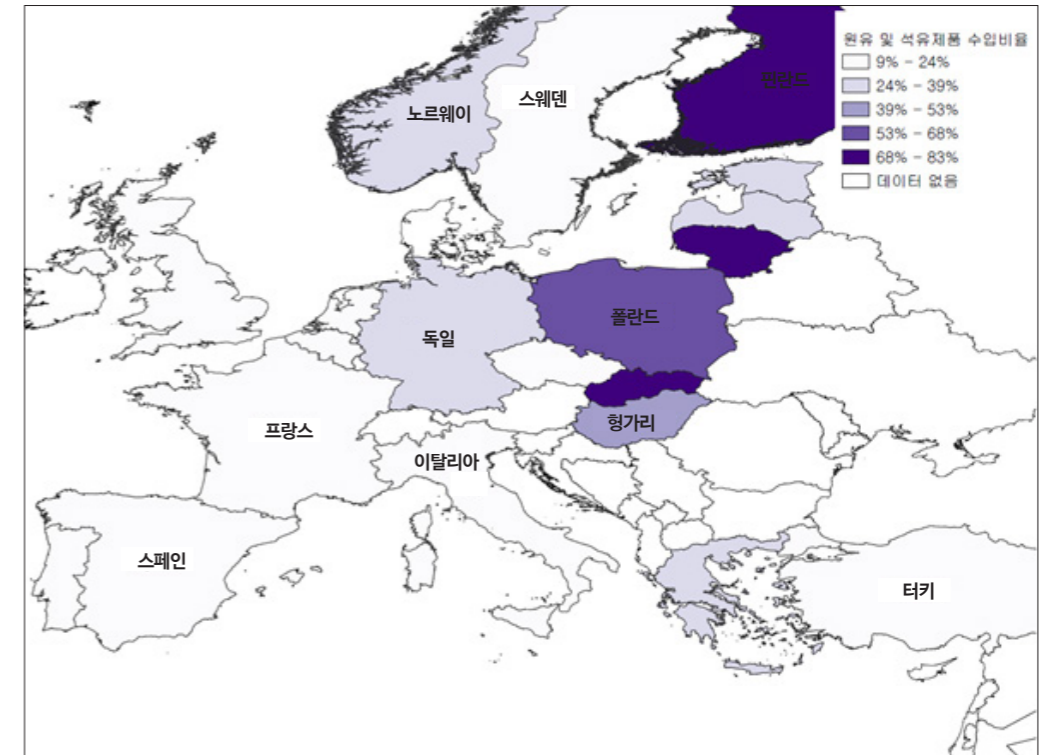 원유 및 석유제품 수입비율
9% - 24%
24% - 39%
39% - 53%
53% - 68%
68% - 83%
데이터 없음
핀란드
노르웨이
스웨덴
폴란드
독일
헝가리
프랑스
이탈리아
스페인
터키